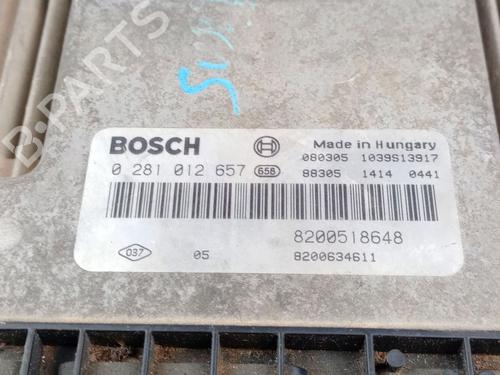 B-PARTS
BOSCH
Made in Hungary
0 281 012 657 658
080305 1039S13917
88305 1414 0441
8200518648
037 05
8200634611